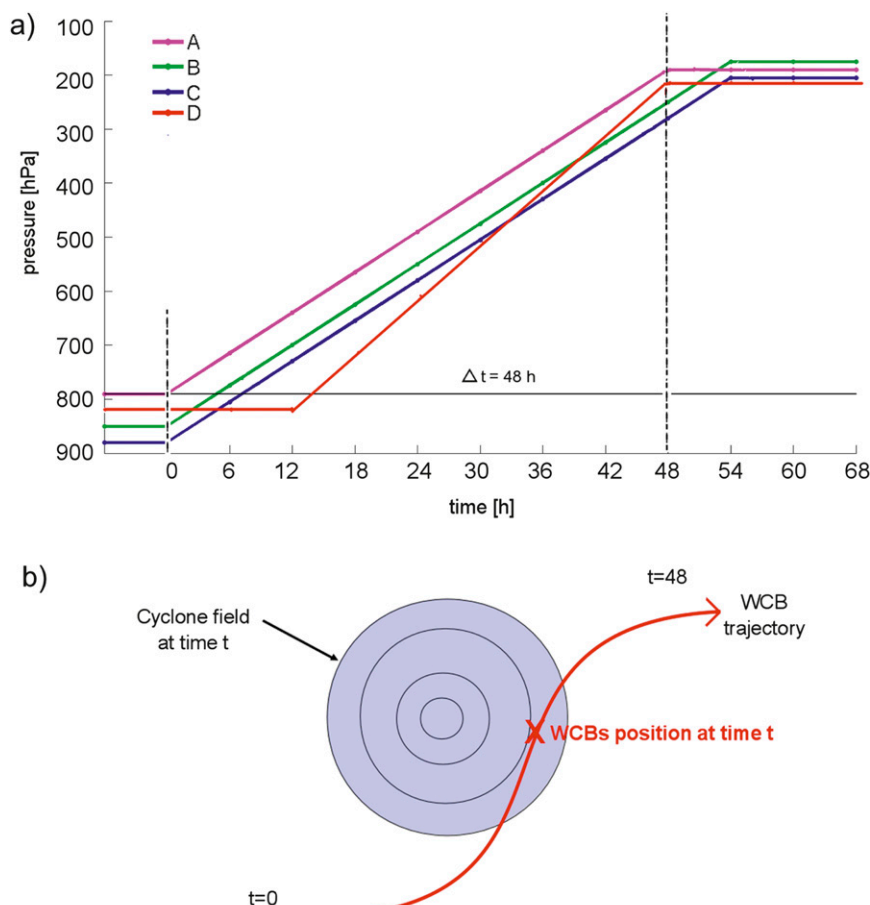 a)
100
200
300
400
500
600
700
800
900
pressure [hPa]
A
B
C
D
Δ t = 48 h
0 6 12 18 24 30 36 42 48 54 60 68
time [h]
b)
t=48
Cyclone field
at time t
WCB
trajectory
X WCBs position at time t
t=0